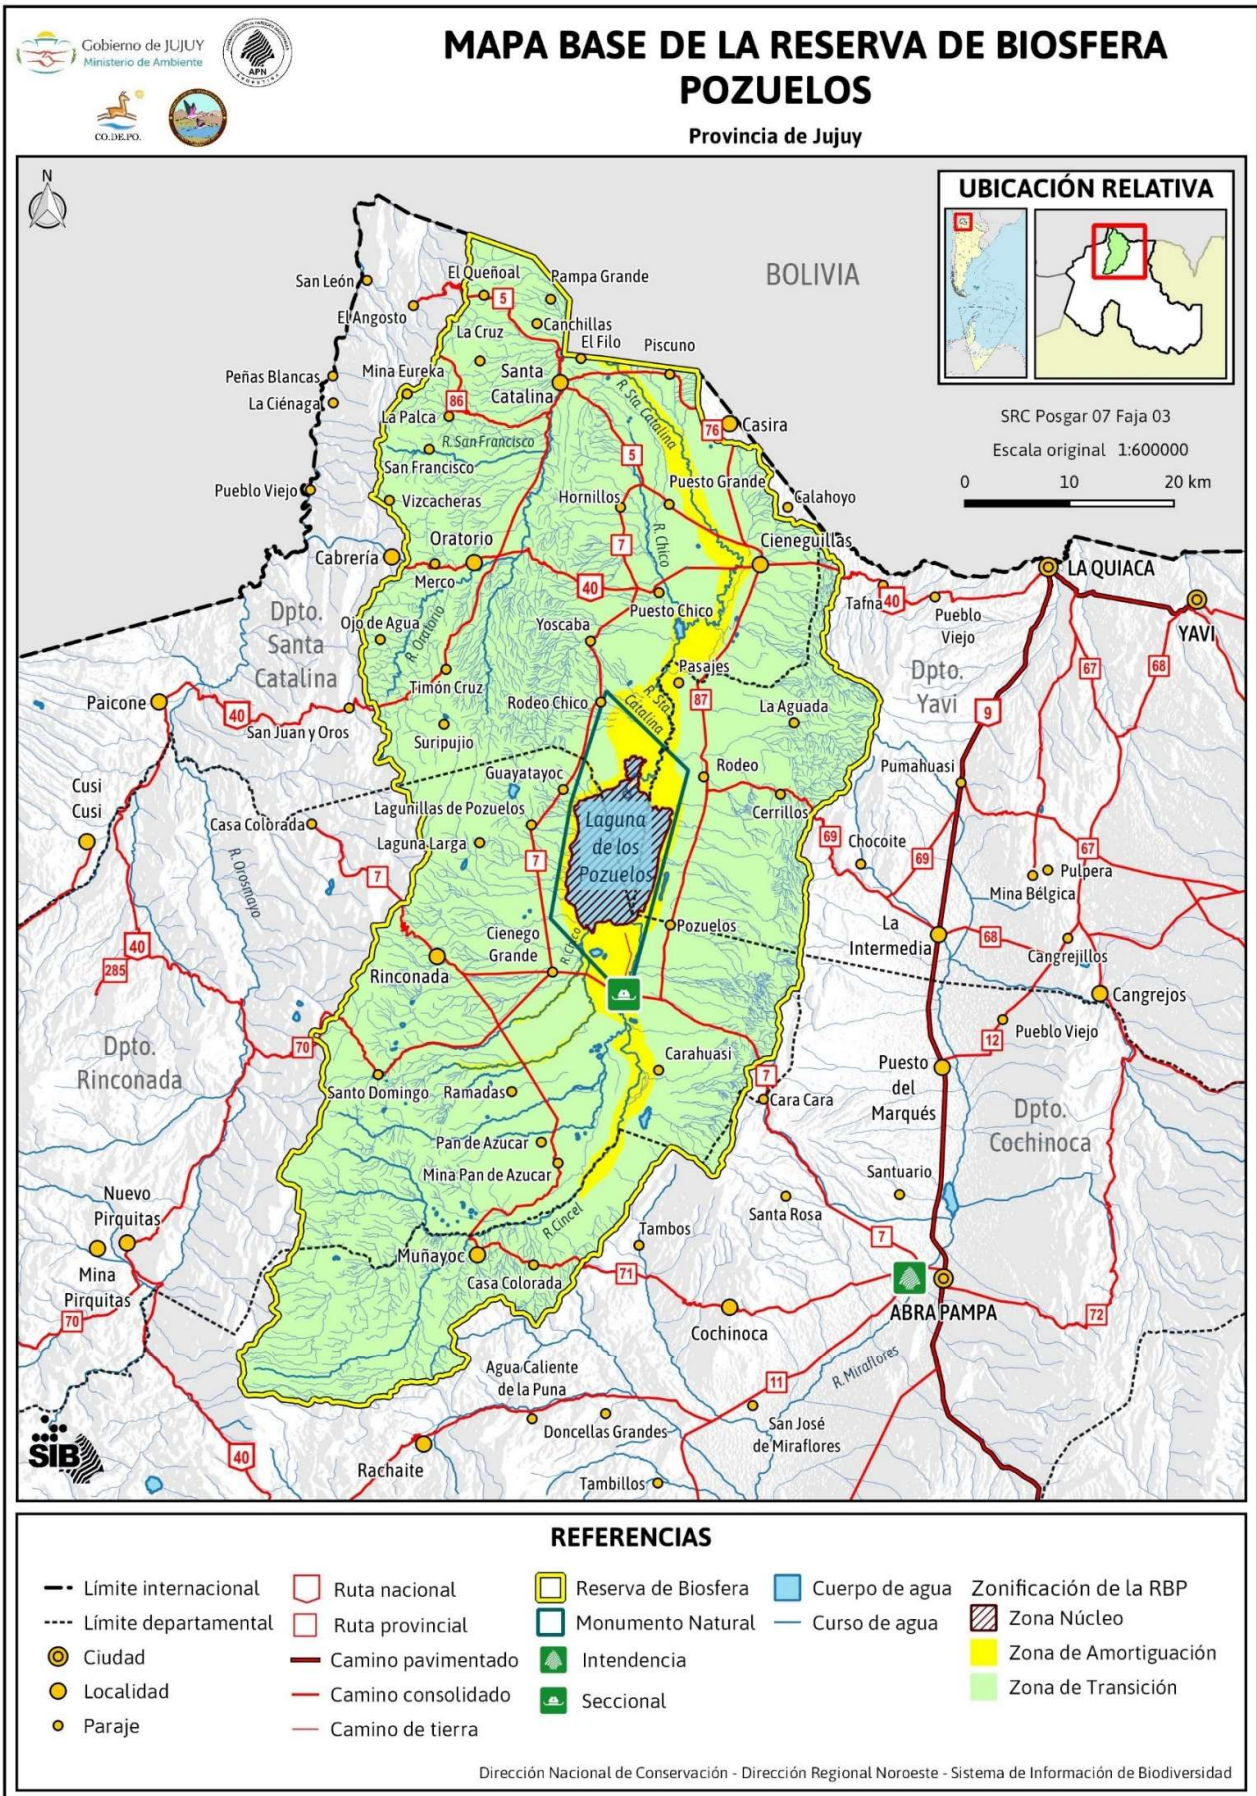 Gobierno de JUJUY
Ministerio de Ambiente
APN
ARGENTINA
CO.DE.PO.
MAPA BASE DE LA RESERVA DE BIOSFERA
POZUELOS
Provincia de Jujuy
N
UBICACIÓN RELATIVA
BOLIVIA
SRC Posgar 07 Faja 03
Escala original 1:600000
0 10 20 km
San León
El Queñoal
Pampa Grande
5
El Angosto
La Cruz
Canchillas
El Filo
Piscuno
Peñas Blancas
Mina Eureka
Santa
Catalina
La Ciénaga
86
La Palca
R. Sta Catalina
76
Casira
R. San Francisco
San Francisco
5
Pueblo Viejo
Vizcacheras
Hornillos
Puesto Grande
Calahoyo
Cabrería
Oratorio
7
R. Chico
Cieneguillas
Merco
40
Puesto Chico
LA QUIACA
Tafna
40
Pueblo
Viejo
YAVI
Dpto.
Santa
Catalina
Ojo de Agua
R. Oratorio
Yoscaba
Pasajes
Dpto.
Yavi
67
68
Timón Cruz
Paicone
40
San Juan y Oros
Rodeo Chico
R. Sta.
Catalina
87
La Aguada
9
Suripujio
Guayatayoc
Rodeo
Pumahuasi
Cusi
Cusi
Casa Colorada
Lagunillas de Pozuelos
Laguna
de los
Pozuelos
Cerrillos
69
Chocoite
69
67
Laguna Larga
7
7
R. Orosmayo
Pulpera
Mina Bélgica
La
Intermedia
68
Cangrejillos
Cienego
Grande
R. Chico
Pozuelos
40
285
Rinconada
Cangrejos
Pueblo Viejo
12
Dpto.
Rinconada
70
Carahuasi
Puesto
del
Marqués
Santo Domingo
Ramadas
7
Cara Cara
Dpto.
Cochinoca
Pan de Azucar
Mina Pan de Azucar
Santuario
Nuevo
Pirquitas
R. Cincel
Santa Rosa
Tambos
7
Mina
Pirquitas
Muñayoc
Casa Colorada
71
70
Cochinoca
ABRA PAMPA
72
Agua Caliente
de la Puna
R. Miraflores
11
Doncellas Grandes
San José
de Miraflores
SIB
40
Rachaite
Tambillos
REFERENCIAS
Límite internacional
Límite departamental
Ciudad
Localidad
Paraje
Ruta nacional
Ruta provincial
Camino pavimentado
Camino consolidado
Camino de tierra
Reserva de Biosfera
Monumento Natural
Intendencia
Seccional
Cuerpo de agua
Curso de agua
Zonificación de la RBP
Zona Núcleo
Zona de Amortiguación
Zona de Transición
Dirección Nacional de Conservación - Dirección Regional Noroeste - Sistema de Información de Biodiversidad